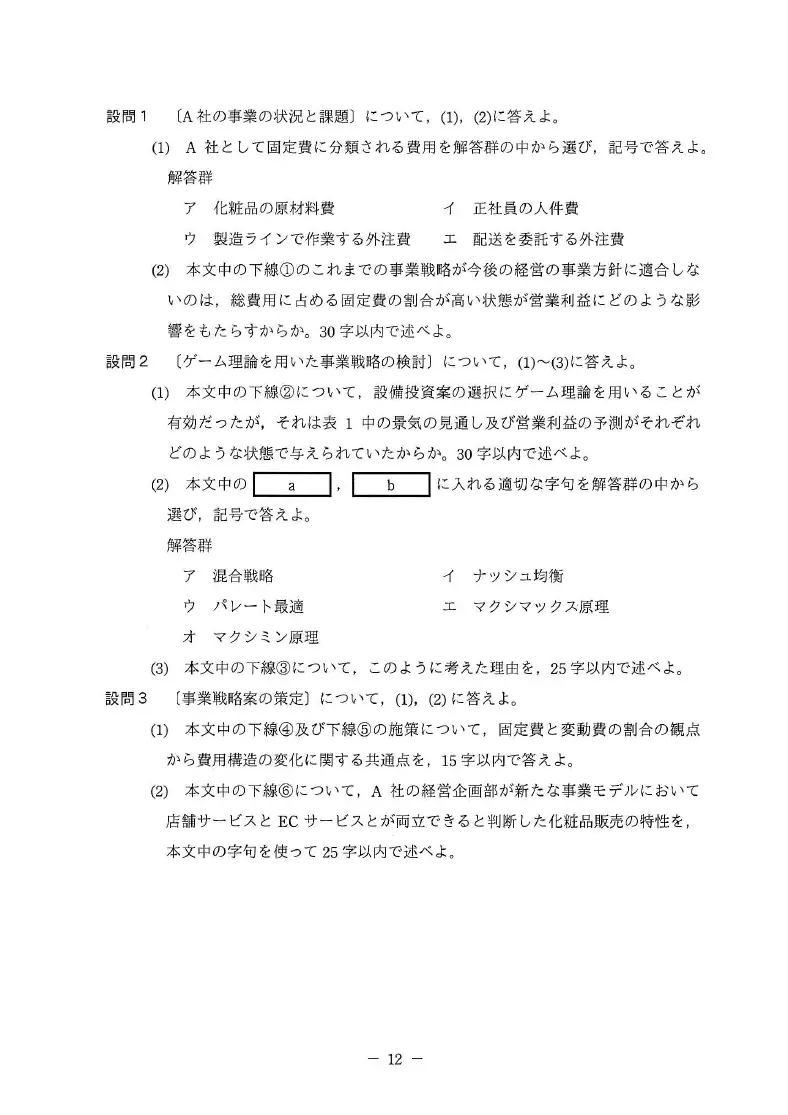 設問1　〔A社の事業の状況と課題〕について，(1)，(2)に答えよ。
(1)　A 社として固定費に分類される費用を解答群の中から選び，記号で答えよ。
解答群
ア　化粧品の原材料費　イ　正社員の人件費
ウ　製造ラインで作業する外注費　エ　配送を委託する外注費
(2)　本文中の下線①のこれまでの事業戦略が今後の経営の事業方針に適合しな
いのは，総費用に占める固定費の割合が高い状態が営業利益にどのような影
響をもたらすからか。30 字以内で述べよ。
設問2　〔ゲーム理論を用いた事業戦略の検討〕について，(1)～(3)に答えよ。
(1)　本文中の下線②について，設備投資案の選択にゲーム理論を用いることが
有効だったが，それは表 1 中の景気の見通し及び営業利益の予測がそれぞれ
どのような状態で与えられていたからか。30 字以内で述べよ。
(2)　本文中の a ， b に入れる適切な字句を解答群の中から
選び，記号で答えよ。
解答群
ア　混合戦略　イ　ナッシュ均衡
ウ　パレート最適　エ　マクシマックス原理
オ　マクシミン原理
(3)　本文中の下線③について，このように考えた理由を，25 字以内で述べよ。
設問3　〔事業戦略案の策定〕について，(1)，(2) に答えよ。
(1)　本文中の下線④及び下線⑤の施策について，固定費と変動費の割合の観点
から費用構造の変化に関する共通点を，15 字以内で答えよ。
(2)　本文中の下線⑥について，A 社の経営企画部が新たな事業モデルにおいて
店舗サービスと EC サービスとが両立できると判断した化粧品販売の特性を，
本文中の字句を使って 25 字以内で述べよ。
－ 12 －